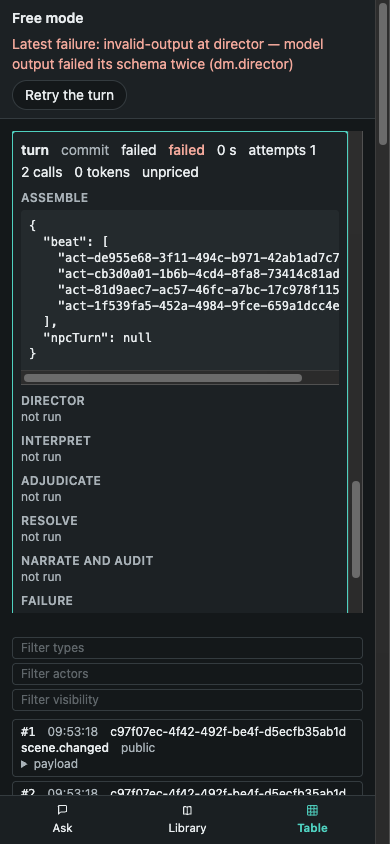 Free mode
Latest failure: invalid-output at director — model
output failed its schema twice (dm.director)
Retry the turn
turn commit failed failed 0 s attempts 1
2 calls 0 tokens unpriced
ASSEMBLE
{
"beat": [
"act-de955e68-3f11-494c-b971-42ab1ad7c7
"act-cb3d0a01-1b6b-4cd4-8fa8-73414c81ad
"act-81d9aec7-ac57-46fc-a7bc-17c978f115
"act-1f539fa5-452a-4984-9fce-659a1dcc4e
],
"npcTurn": null
}
DIRECTOR
not run
INTERPRET
not run
ADJUDICATE
not run
RESOLVE
not run
NARRATE AND AUDIT
not run
FAILURE
Filter types
Filter actors
Filter visibility
#1 09:53:18 c97f07ec-4f42-492f-be4f-d5ecfb35ab1d
scene.changed public
payload
#2 09:53:18 c97f07ec-4f42-492f-be4f-d5ecfb35ab1d
Ask
Library
Table